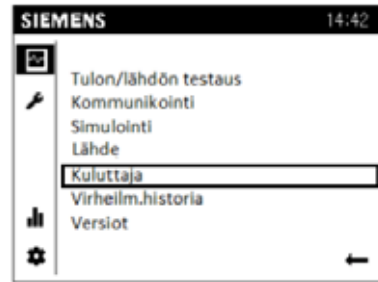 SIEMENS 14:42
Tulon/lähdön testaus
Kommunikointi
Simulointi
Lähde
Kuluttaja
Virheilm.historia
Versiot